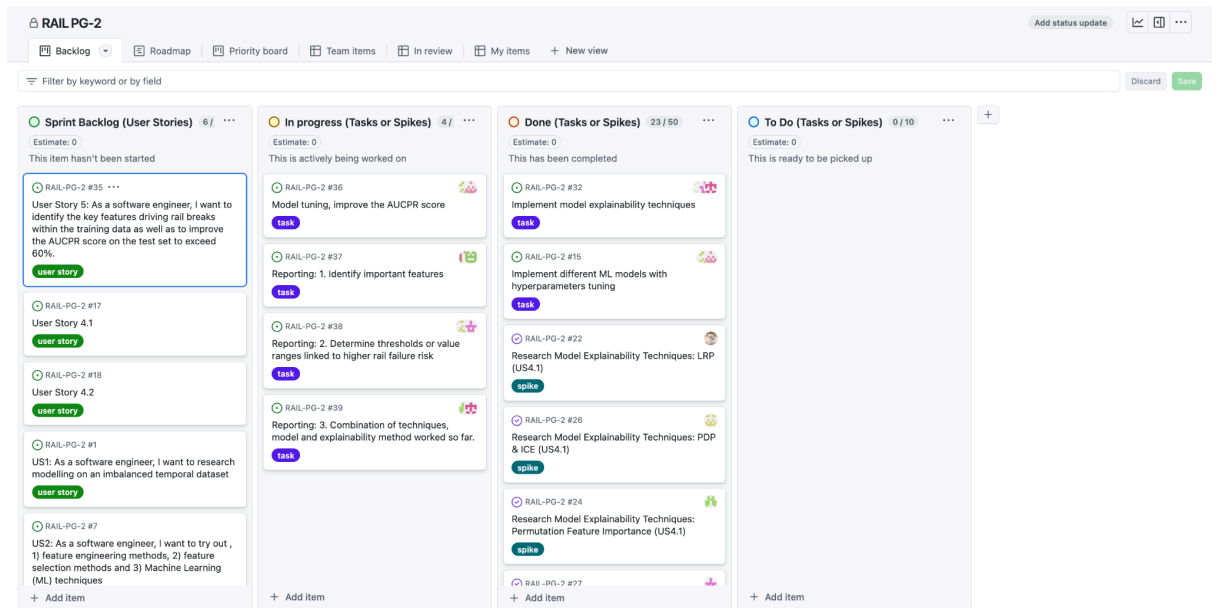 RAIL PG-2
Add status update
Backlog
Roadmap
Priority board
Team items
In review
My items
+ New view
Filter by keyword or by field
Discard
Save
Sprint Backlog (User Stories) 6 /
Estimate: 0
This item hasn't been started
RAIL-PG-2 #35
User Story 5: As a software engineer, I want to
identify the key features driving rail breaks
within the training data as well as to improve
the AUCPR score on the test set to exceed
60%.
user story
RAIL-PG-2 #17
User Story 4.1
user story
RAIL-PG-2 #18
User Story 4.2
user story
RAIL-PG-2 #1
US1: As a software engineer, I want to research
modelling on an imbalanced temporal dataset
user story
RAIL-PG-2 #7
US2: As a software engineer, I want to try out ,
1) feature engineering methods, 2) feature
selection methods and 3) Machine Learning
(ML) techniques
+ Add item
In progress (Tasks or Spikes) 4 /
Estimate: 0
This is actively being worked on
RAIL-PG-2 #36
Model tuning, improve the AUCPR score
task
RAIL-PG-2 #37
Reporting: 1. Identify important features
task
RAIL-PG-2 #38
Reporting: 2. Determine thresholds or value
ranges linked to higher rail failure risk
task
RAIL-PG-2 #39
Reporting: 3. Combination of techniques,
model and explainability method worked so far.
task
+ Add item
Done (Tasks or Spikes) 23 / 50
Estimate: 0
This has been completed
RAIL-PG-2 #32
Implement model explainability techniques
task
RAIL-PG-2 #15
Implement different ML models with
hyperparameters tuning
task
RAIL-PG-2 #22
Research Model Explainability Techniques: LRP
(US4.1)
spike
RAIL-PG-2 #26
Research Model Explainability Techniques: PDP
& ICE (US4.1)
spike
RAIL-PG-2 #24
Research Model Explainability Techniques:
Permutation Feature Importance (US4.1)
spike
RAIL-PG-2 #27
+ Add item
To Do (Tasks or Spikes) 0 / 10
Estimate: 0
This is ready to be picked up
+ Add item